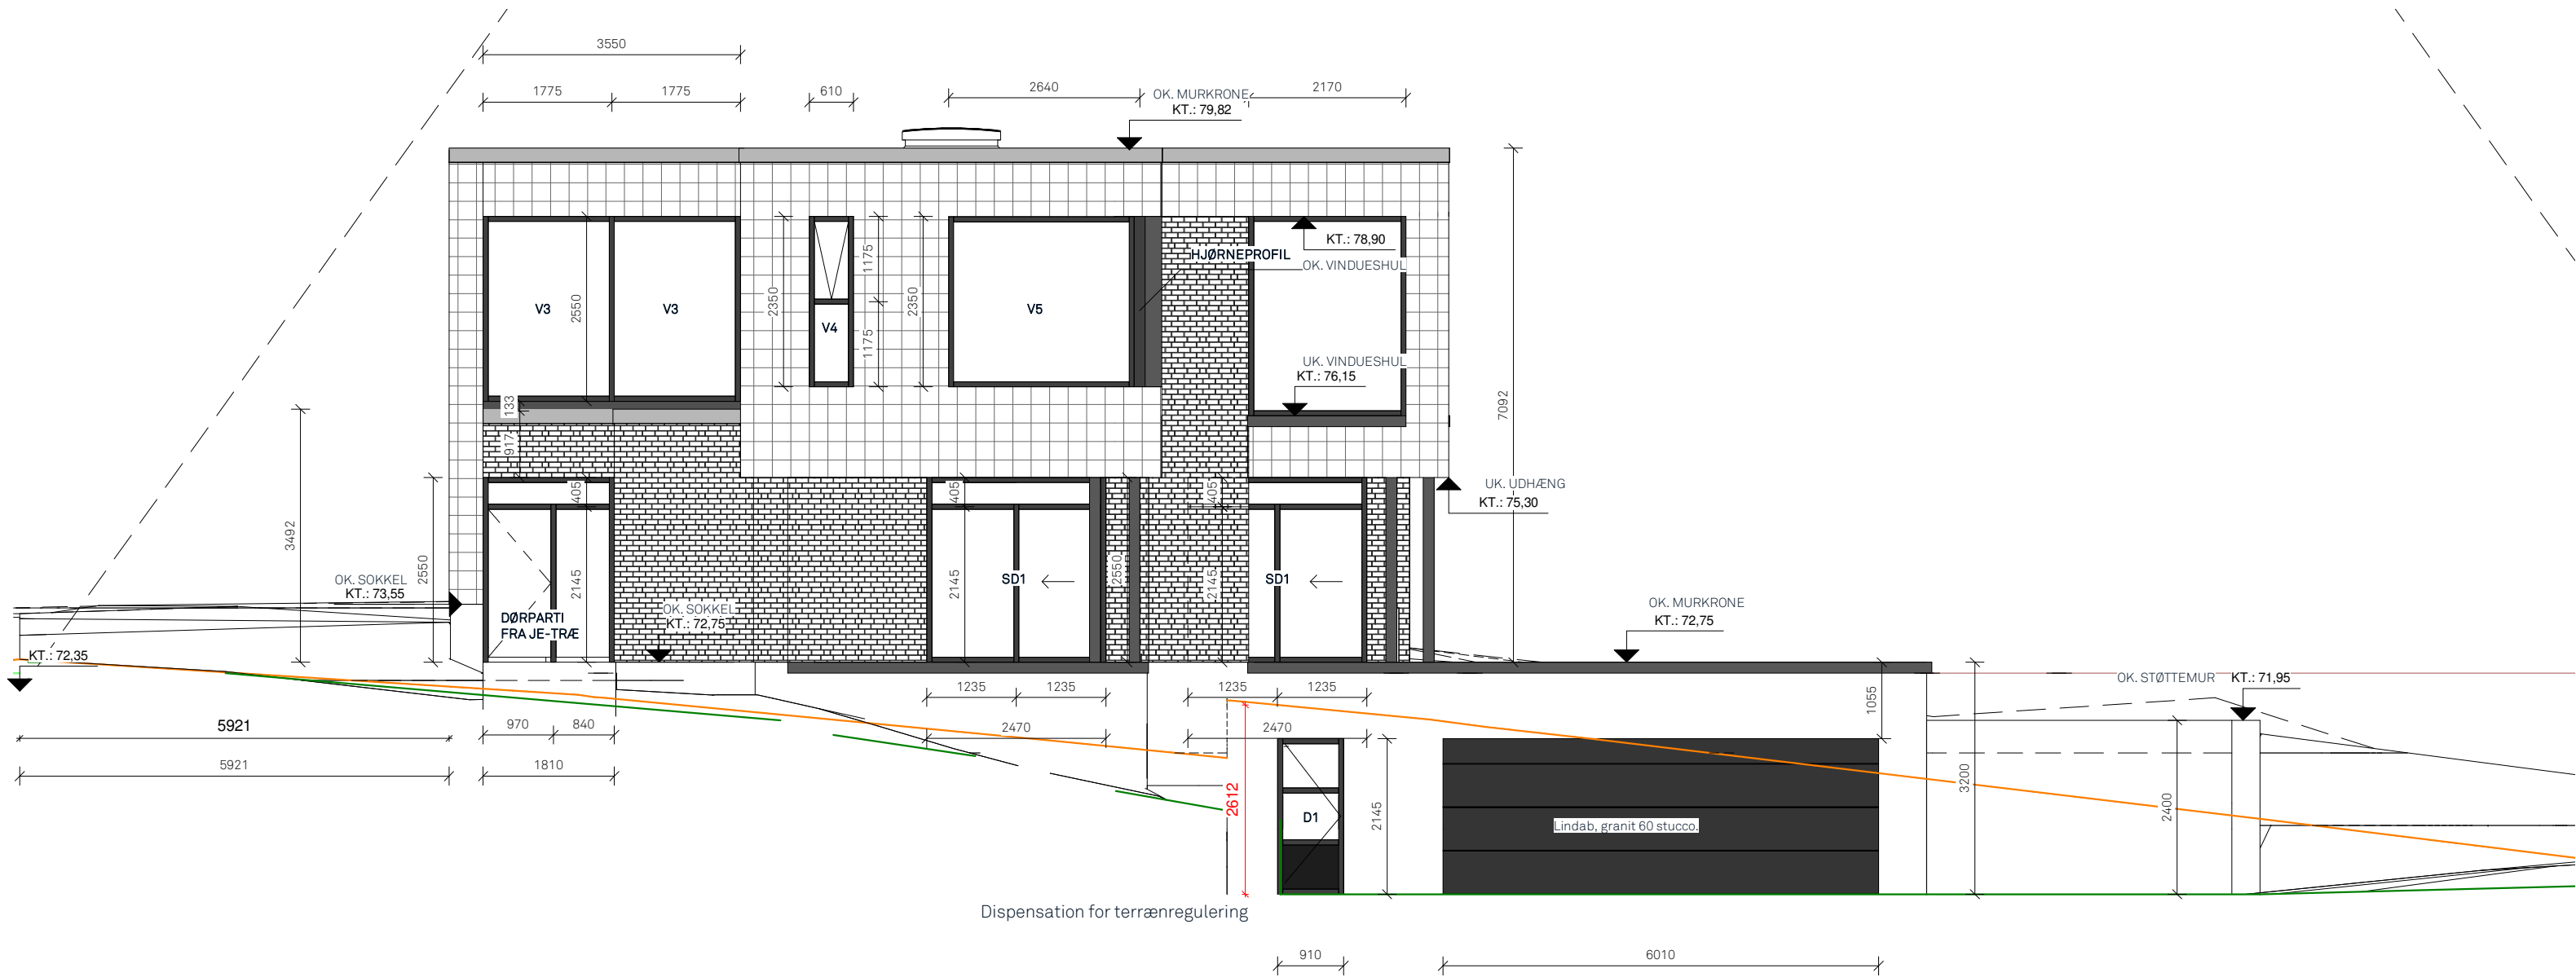 3550
1775
1775
610
2640
2170
OK. MURKRONE
KT.: 79,82
KT.: 78,90
OK. VINDUESHUL
HJØRNEPROFIL
V3
V3
2550
2350
V4
1175
1175
2350
V5
UK. VINDUESHUL
KT.: 76,15
133
917
7092
3492
2550
405
405
405
UK. UDHÆNG
KT.: 75,30
OK. SOKKEL
KT.: 73,55
2145
2145
SD1
2550
2145
SD1
DØRPARTI
FRA JE-TRÆ
OK. SOKKEL
KT.: 72,75
OK. MURKRONE
KT.: 72,75
KT.: 72,35
OK. STØTTEMUR
KT.: 71,95
1235
1235
1235
1235
1055
5921
970
840
2470
2470
5921
1810
3200
2612
2400
D1
2145
Lindab, granit 60 stucco.
Dispensation for terrænregulering
910
6010